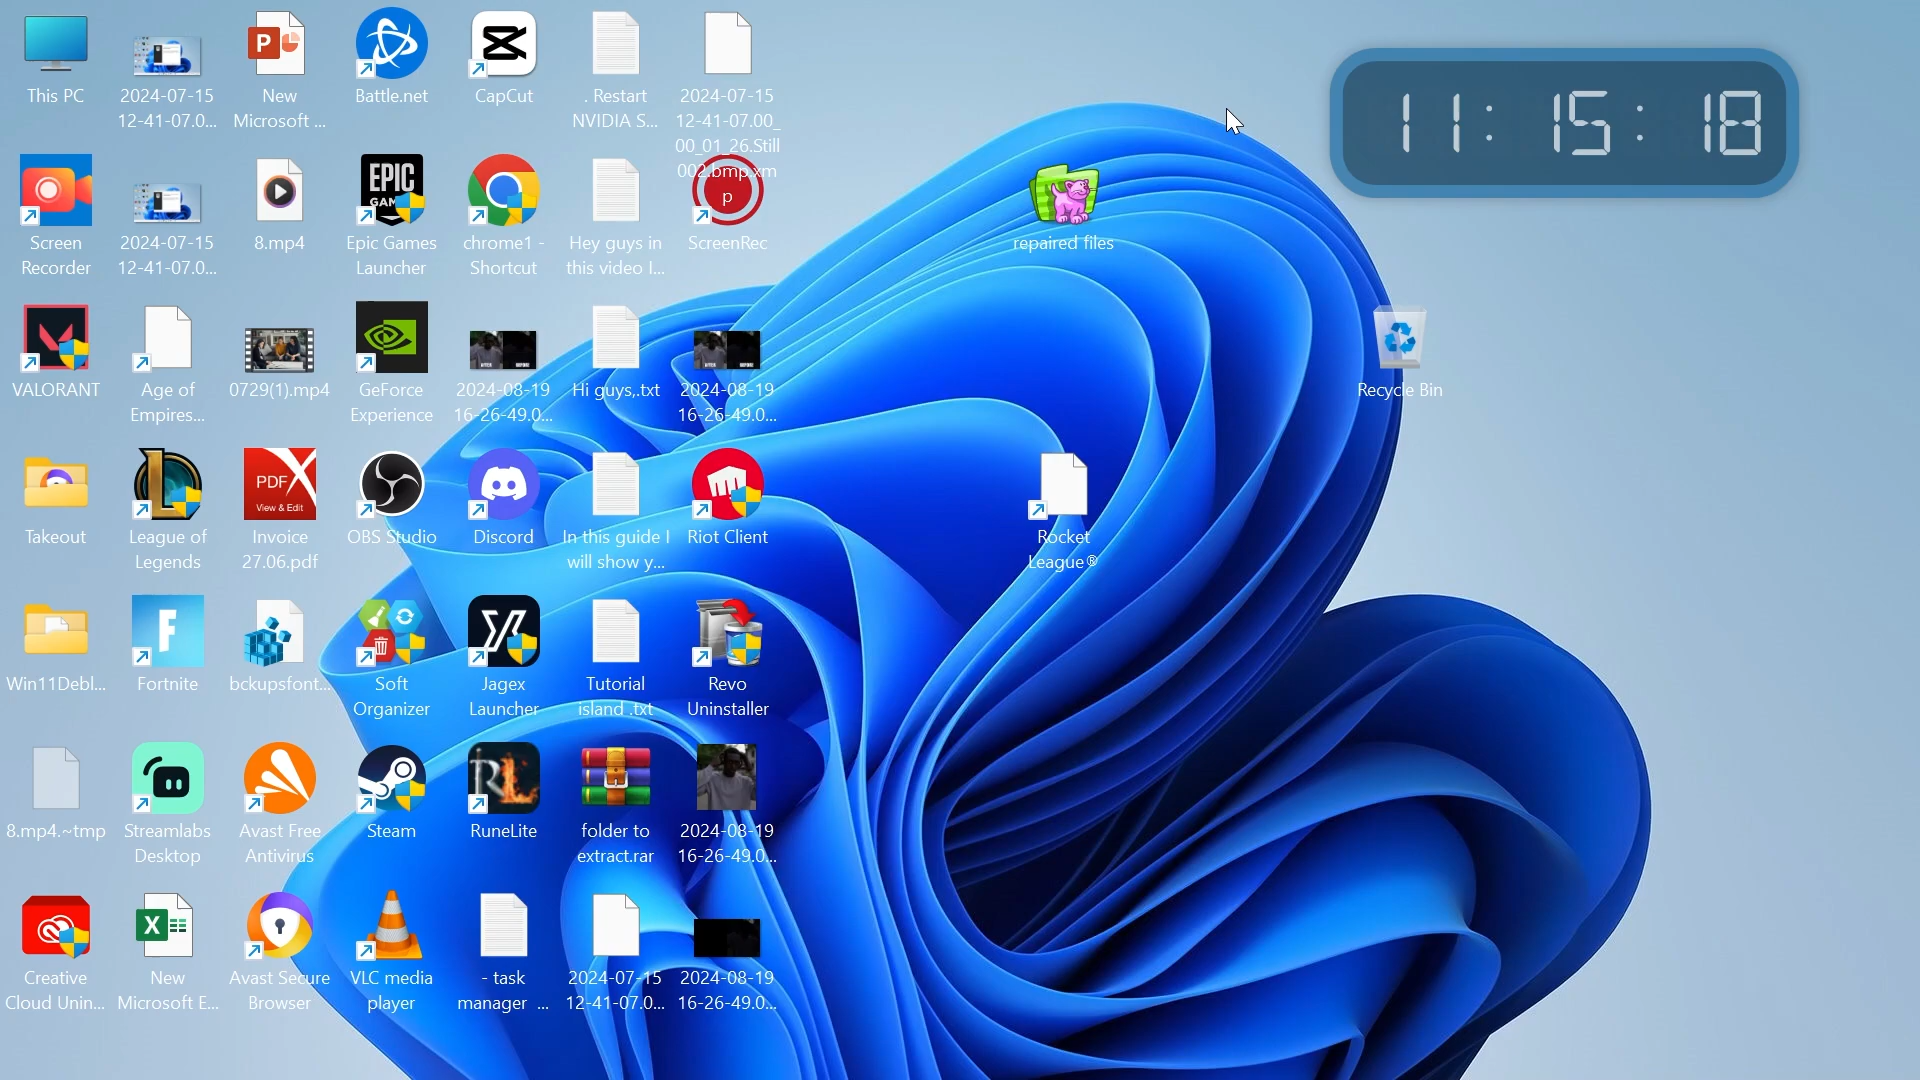 This PC
2024-07-15
12-41-07.0...
New
Microsoft ...
Battle.net
CapCut
. Restart
NVIDIA S...
2024-07-15
12-41-07.00_
00_01_26.Still
002.bmp.xm
p
11: 15: 18
Screen
Recorder
2024-07-15
12-41-07.0...
8.mp4
EPIC
GAMES
Epic Games
Launcher
chrome1 -
Shortcut
Hey guys in
this video I...
ScreenRec
repaired files
VALORANT
Age of
Empires...
0729(1).mp4
GeForce
Experience
2024-08-19
16-26-49.0...
Hi guys,.txt
2024-08-19
16-26-49.0...
Recycle Bin
Takeout
League of
Legends
PDF X
View & Edit
Invoice
27.06.pdf
OBS Studio
Discord
In this guide I
will show y...
Riot Client
Rocket
League®
Win11Debl...
Fortnite
bckupsfont...
Soft
Organizer
Jagex
Launcher
Tutorial
island .txt
Revo
Uninstaller
8.mp4.~tmp
Streamlabs
Desktop
Avast Free
Antivirus
Steam
RuneLite
folder to
extract.rar
2024-08-19
16-26-49.0...
Creative
Cloud Unin...
New
Microsoft E...
Avast Secure
Browser
VLC media
player
- task
manager ...
2024-07-15
12-41-07.0...
2024-08-19
16-26-49.0...